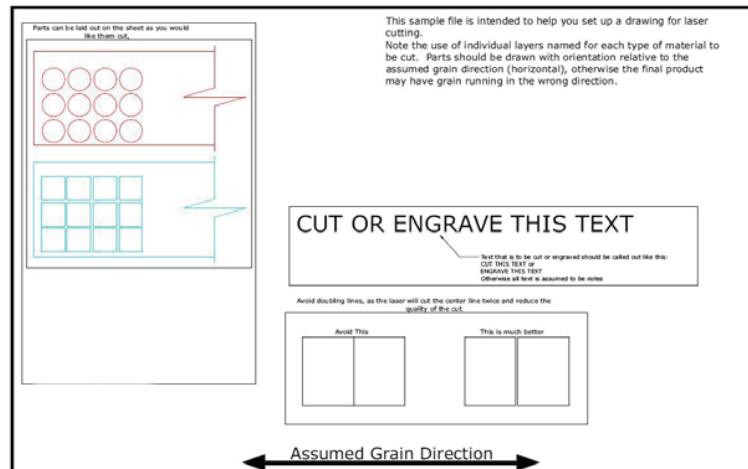 Parts can be laid out on the sheet as you would
like them cut,
This sample file is intended to help you set up a drawing for laser
cutting.
Note the use of individual layers named for each type of material to
be cut. Parts should be drawn with orientation relative to the
assumed grain direction (horizontal), otherwise the final product
may have grain running in the wrong direction.
CUT OR ENGRAVE THIS TEXT
Text that is to be cut or engraved should be called out like this:
CUT THIS TEXT or
ENGRAVE THIS TEXT
Otherwise all text is assumed to be notes
Avoid doubling lines, as the laser will cut the center line twice and reduce the
quality of the cut.
Avoid This
This is much better
Assumed Grain Direction